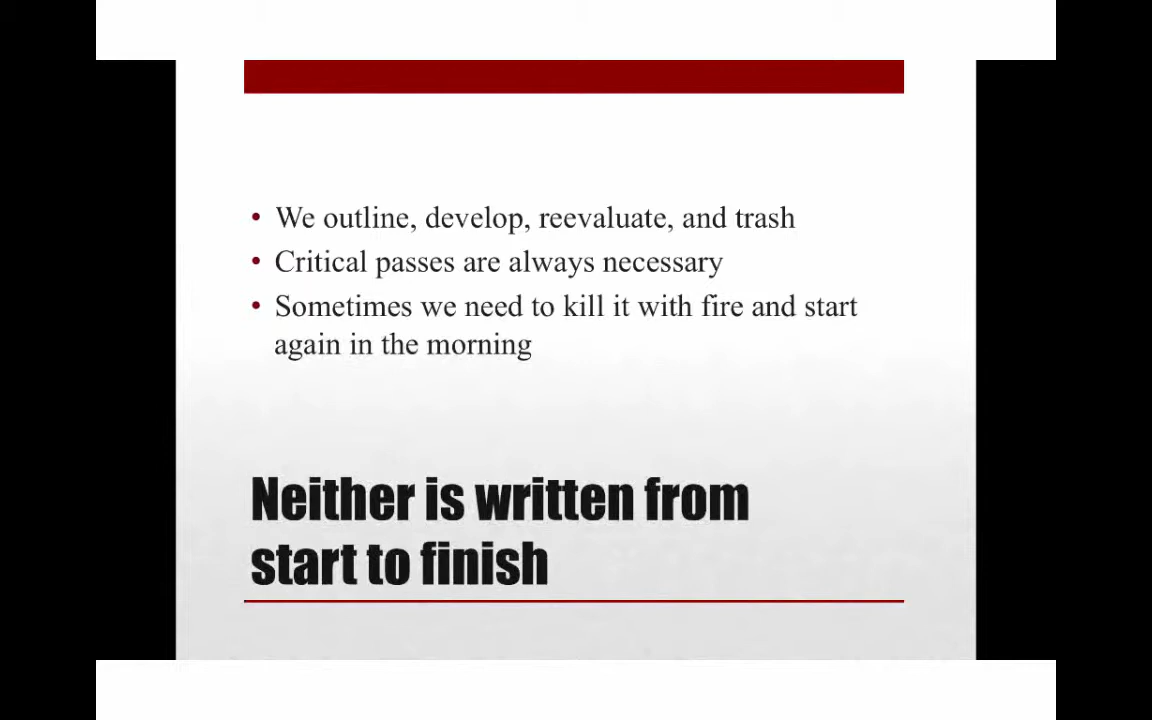 • We outline, develop, reevaluate, and trash
• Critical passes are always necessary
• Sometimes we need to kill it with fire and start
again in the morning
Neither is written from
start to finish